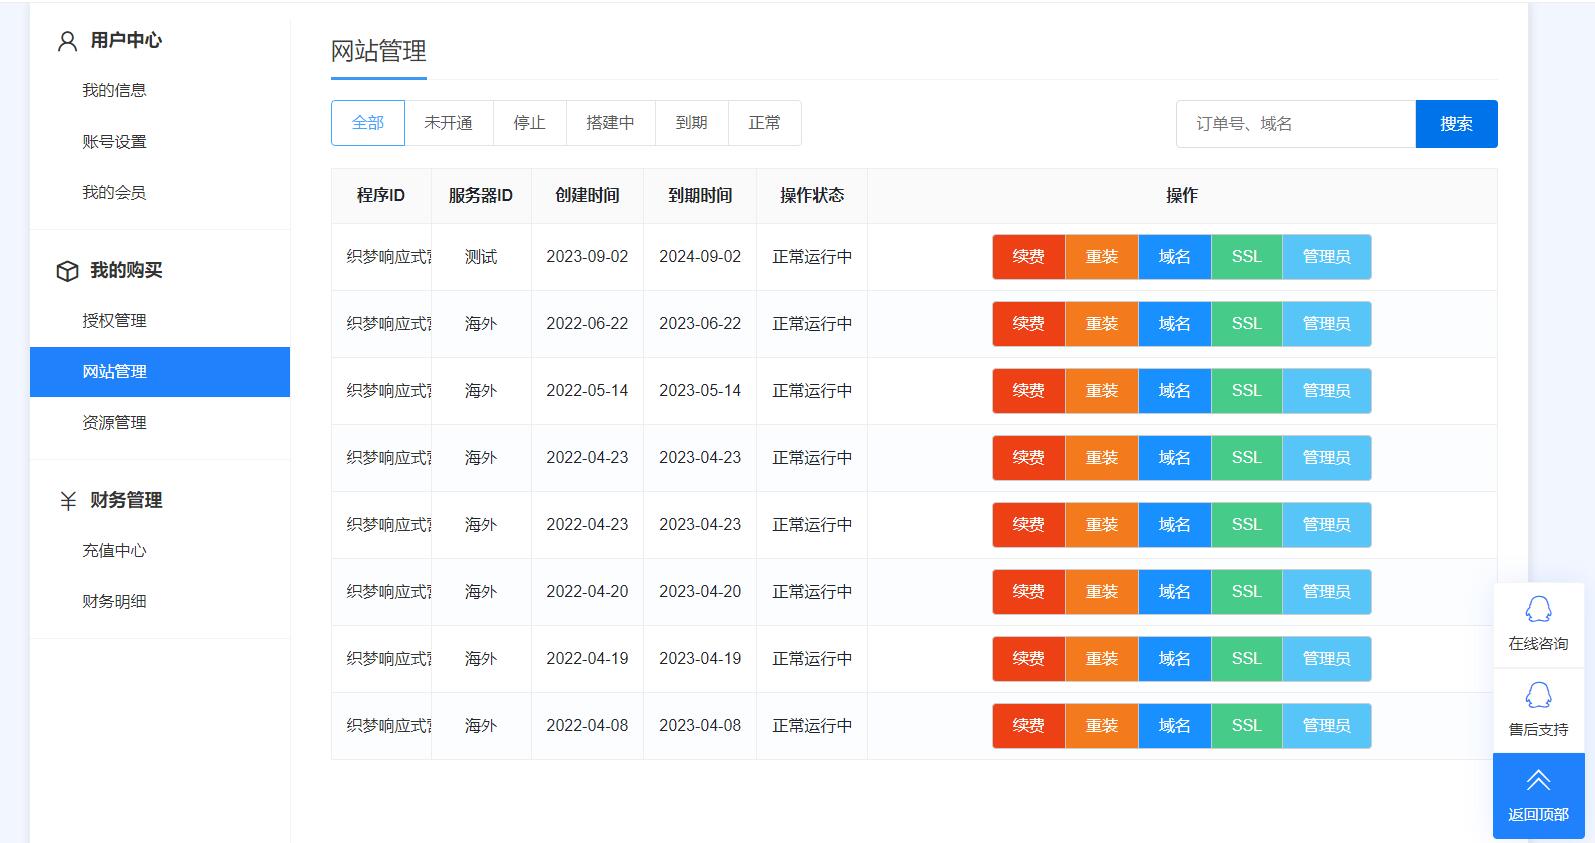 用户中心
我的信息
账号设置
我的会员
我的购买
授权管理
网站管理
资源管理
财务管理
充值中心
财务明细
网站管理
全部 未开通 停止 搭建中 到期 正常
订单号、域名 搜索
程序ID 服务器ID 创建时间 到期时间 操作状态 操作
织梦响应式 测试 2023-09-02 2024-09-02 正常运行中 续费 重装 域名 SSL 管理员
织梦响应式 海外 2022-06-22 2023-06-22 正常运行中 续费 重装 域名 SSL 管理员
织梦响应式 海外 2022-05-14 2023-05-14 正常运行中 续费 重装 域名 SSL 管理员
织梦响应式 海外 2022-04-23 2023-04-23 正常运行中 续费 重装 域名 SSL 管理员
织梦响应式 海外 2022-04-23 2023-04-23 正常运行中 续费 重装 域名 SSL 管理员
织梦响应式 海外 2022-04-20 2023-04-20 正常运行中 续费 重装 域名 SSL 管理员
织梦响应式 海外 2022-04-19 2023-04-19 正常运行中 续费 重装 域名 SSL 管理员
织梦响应式 海外 2022-04-08 2023-04-08 正常运行中 续费 重装 域名 SSL 管理员
在线咨询
售后支持
返回顶部